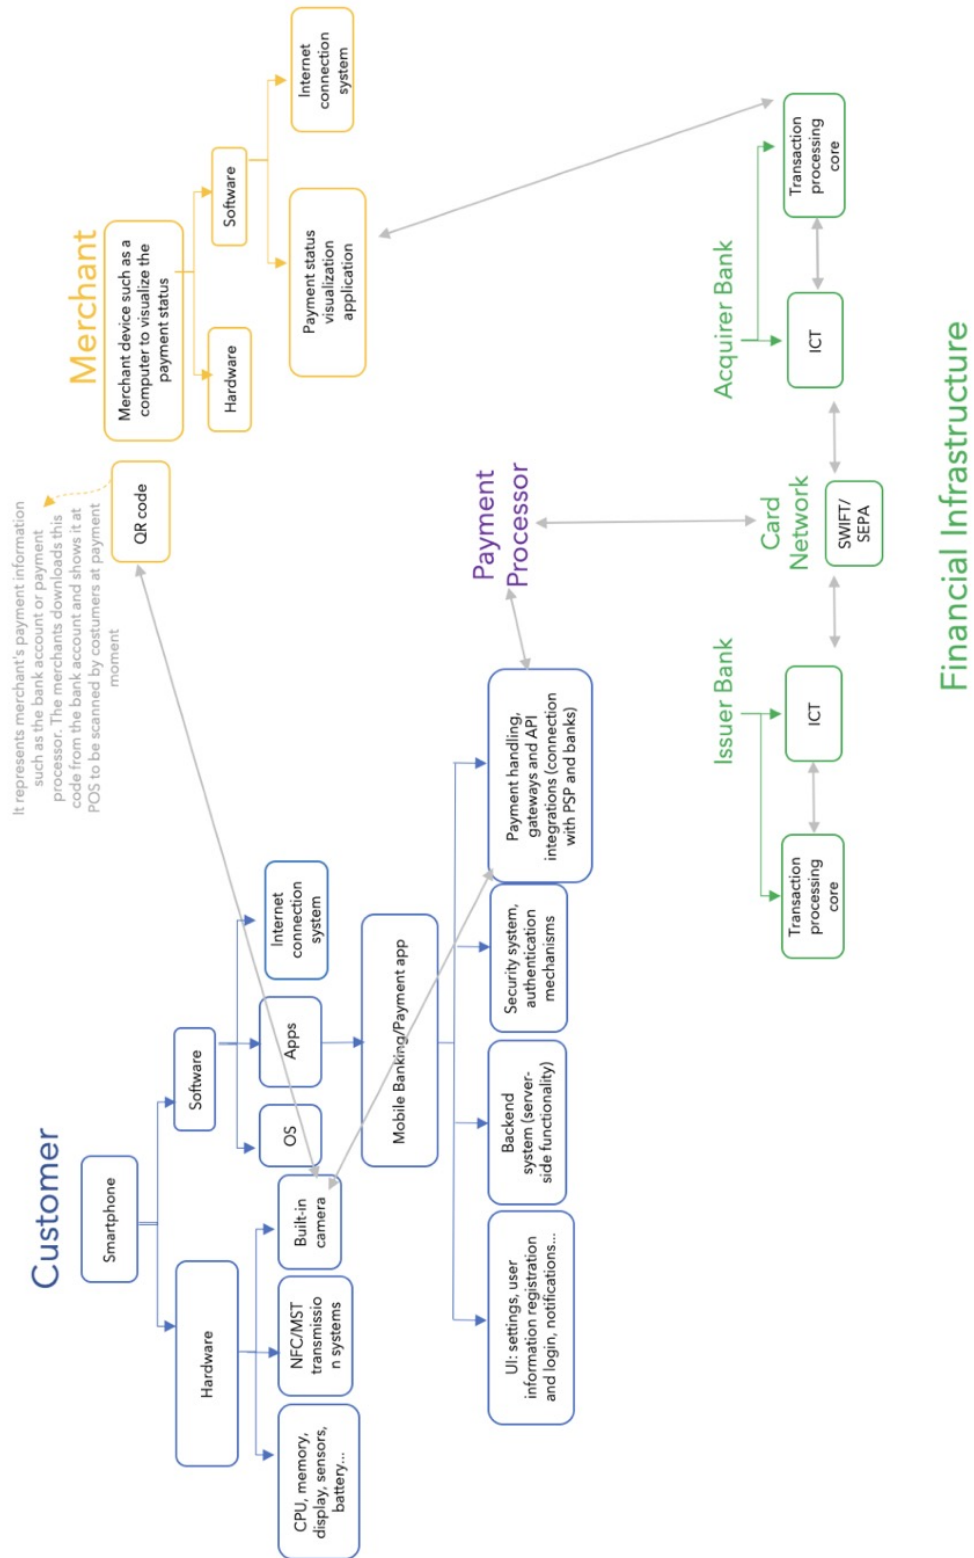 Customer
Smartphone
Hardware
Software
CPU, memory,
display, sensors,
battery...
NFC/MST
transmissio
n systems
Built-in
camera
OS
Apps
Internet
connection
system
Mobile Banking/Payment app
UI: settings, user
information registration
and login, notifications...
Backend
system (server-
side functionality)
Security system,
authentication
mechanisms
Payment handling,
gateways and API
integrations (connection
with PSP and banks)
It represents merchant's payment information
such as the bank account or payment
processor. The merchants downloads this
code from the bank account and shows it at
POS to be scanned by costumers at payment
moment
QR code
Merchant
Merchant device such as a
computer to visualize the
payment status
Hardware
Software
Payment status
visualization
application
Internet
connection
system
Payment
Processor
Issuer Bank
Transaction
processing
core
ICT
Card
Network
SWIFT/
SEPA
Acquirer Bank
ICT
Transaction
processing
core
Financial Infrastructure